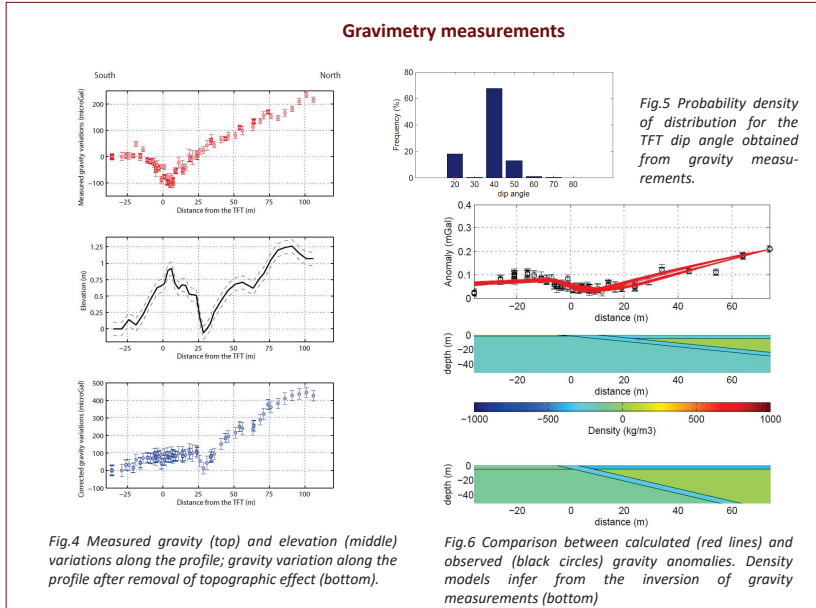 Gravimetry measurements
South North
Measured gravity variations (microGal)
200
100
0
−100
−25 0 25 50 75 100
Distance from the TFT (m)
Elevation (m)
1.25
1.0
0.75
0.5
0.25
0
−25 0 25 50 75 100
Distance from the TFT (m)
Corrected gravity variations (microGal)
500
400
300
200
100
0
−100
−25 0 25 50 75 100
Distance from the TFT (m)
Fig.4 Measured gravity (top) and elevation (middle)
variations along the profile; gravity variation along the
profile after removal of topographic effect (bottom).
Frequency (%)
80
60
40
20
0
20 30 40 50 60 70 80
dip angle
Fig.5 Probability density
of distribution for the
TFT dip angle obtained
from gravity measu-
rements.
Anomaly (mGal)
0.4
0.3
0.2
0.1
0
−20 0 20 40 60
distance (m)
depth (m)
0
−20
−40
−20 0 20 40 60
distance (m)
−1000 −500 0 500 1000
Density (kg/m3)
depth (m)
0
−20
−40
−20 0 20 40 60
distance (m)
Fig.6 Comparison between calculated (red lines) and
observed (black circles) gravity anomalies. Density
models infer from the inversion of gravity
measurements (bottom)